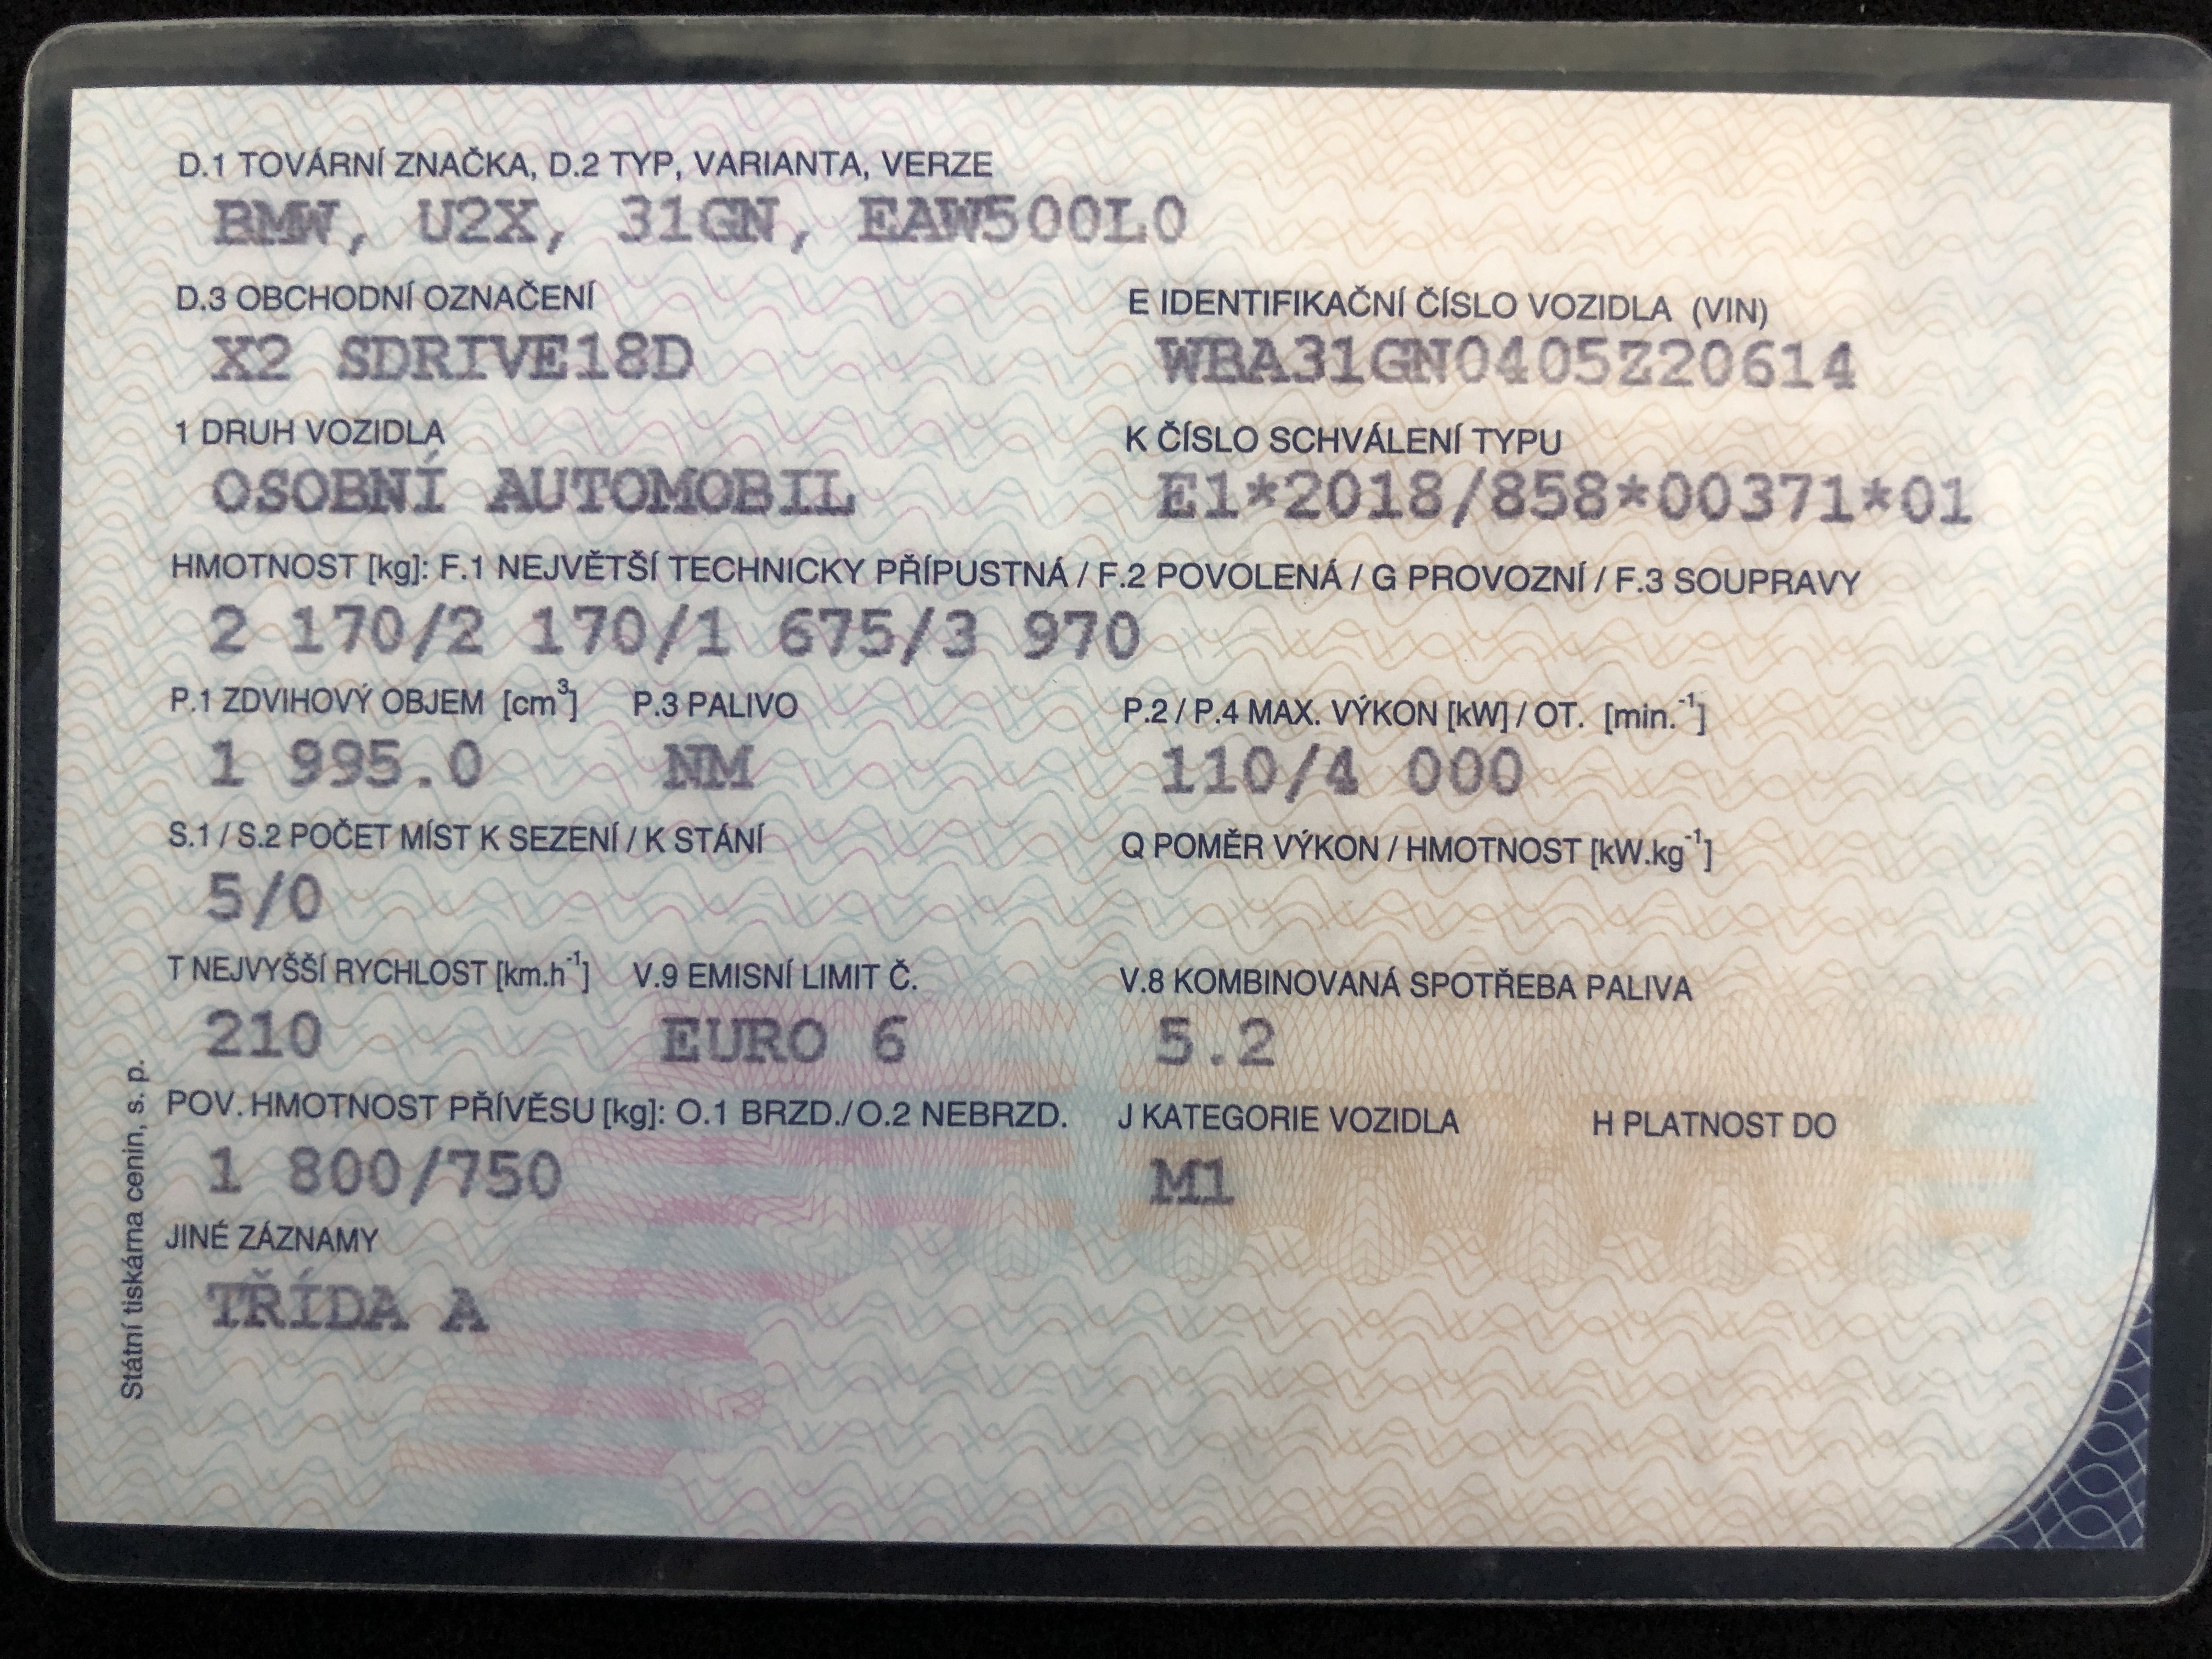 D.1 TOVÁRNÍ ZNAČKA, D.2 TYP, VARIANTA, VERZE
BMW, U2X, 31GN, EAW500L0
D.3 OBCHODNÍ OZNAČENÍ
E IDENTIFIKAČNÍ ČÍSLO VOZIDLA (VIN)
X2 SDRIVE18D
WBA31GN0405Z20614
1 DRUH VOZIDLA
K ČÍSLO SCHVÁLENÍ TYPU
OSOBNÍ AUTOMOBIL
E1*2018/858*00371*01
HMOTNOST [kg]: F.1 NEJVĚTŠÍ TECHNICKY PŘÍPUSTNÁ / F.2 POVOLENÁ / G PROVOZNÍ / F.3 SOUPRAVY
2 170/2 170/1 675/3 970
P.1 ZDVIHOVÝ OBJEM [cm³] P.3 PALIVO
P.2 / P.4 MAX. VÝKON [kW] / OT. [min.⁻¹]
1 995.0 NM
110/4 000
S.1 / S.2 POČET MÍST K SEZENÍ / K STÁNÍ
Q POMĚR VÝKON / HMOTNOST [kW.kg⁻¹]
5/0
T NEJVYŠŠÍ RYCHLOST [km.h⁻¹] V.9 EMISNÍ LIMIT Č.
V.8 KOMBINOVANÁ SPOTŘEBA PALIVA
210 EURO 6
5.2
POV. HMOTNOST PŘÍVĚSU [kg]: O.1 BRZD./O.2 NEBRZD.
J KATEGORIE VOZIDLA H PLATNOST DO
1 800/750
M1
JINÉ ZÁZNAMY
TŘÍDA A
Státní tiskárna cenin, s. p.